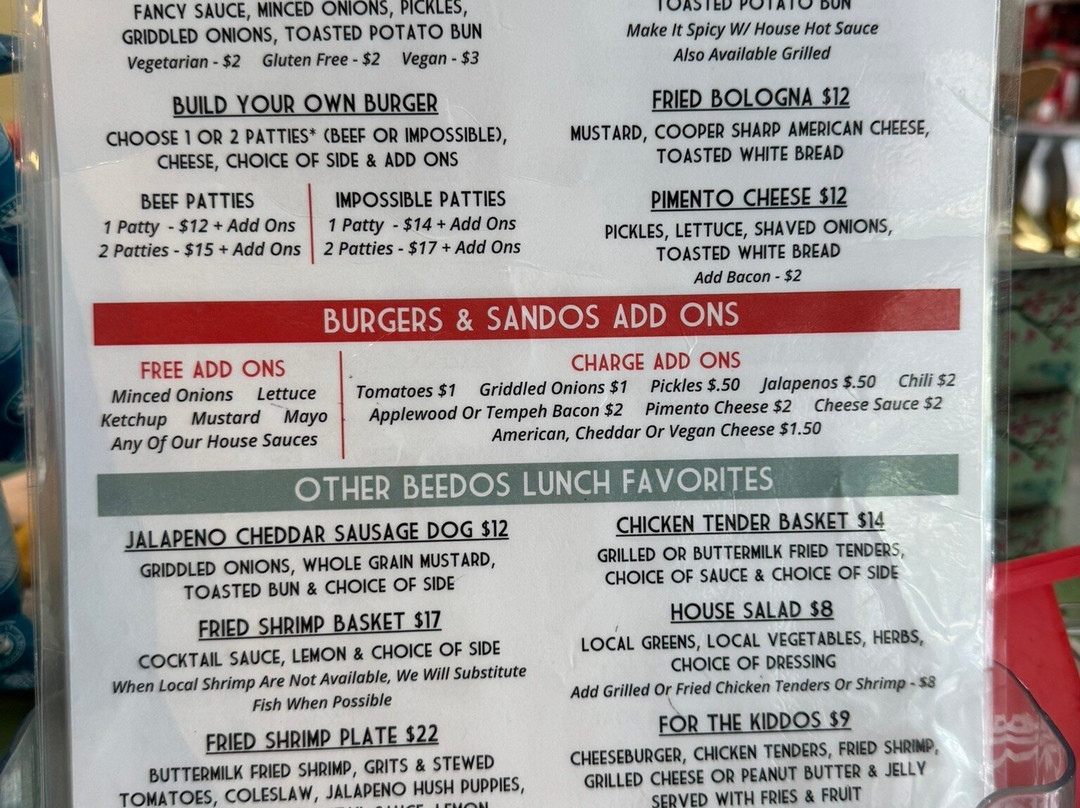 FANCY SAUCE, MINCED ONIONS, PICKLES,
GRIDDLED ONIONS, TOASTED POTATO BUN
Vegetarian - $2 Gluten Free - $2 Vegan - $3
BUILD YOUR OWN BURGER
CHOOSE 1 OR 2 PATTIES* (BEEF OR IMPOSSIBLE),
CHEESE, CHOICE OF SIDE & ADD ONS
BEEF PATTIES
1 Patty - $12 + Add Ons
2 Patties - $15 + Add Ons
IMPOSSIBLE PATTIES
1 Patty - $14 + Add Ons
2 Patties - $17 + Add Ons
TOASTED POTATO BUN
Make It Spicy W/ House Hot Sauce
Also Available Grilled
FRIED BOLOGNA $12
MUSTARD, COOPER SHARP AMERICAN CHEESE,
TOASTED WHITE BREAD
PIMENTO CHEESE $12
PICKLES, LETTUCE, SHAVED ONIONS,
TOASTED WHITE BREAD
Add Bacon - $2
BURGERS & SANDOS ADD ONS
FREE ADD ONS
Minced Onions Lettuce
Ketchup Mustard Mayo
Any Of Our House Sauces
CHARGE ADD ONS
Tomatoes $1 Griddled Onions $1 Pickles $.50 Jalapenos $.50 Chili $2
Applewood Or Tempeh Bacon $2 Pimento Cheese $2 Cheese Sauce $2
American, Cheddar Or Vegan Cheese $1.50
OTHER BEEDOS LUNCH FAVORITES
JALAPENO CHEDDAR SAUSAGE DOG $12
GRIDDLED ONIONS, WHOLE GRAIN MUSTARD,
TOASTED BUN & CHOICE OF SIDE
FRIED SHRIMP BASKET $17
COCKTAIL SAUCE, LEMON & CHOICE OF SIDE
When Local Shrimp Are Not Available, We Will Substitute
Fish When Possible
FRIED SHRIMP PLATE $22
BUTTERMILK FRIED SHRIMP, GRITS & STEWED
TOMATOES, COLESLAW, JALAPENO HUSH PUPPIES,
SAUCE, LEMON
CHICKEN TENDER BASKET $14
GRILLED OR BUTTERMILK FRIED TENDERS,
CHOICE OF SAUCE & CHOICE OF SIDE
HOUSE SALAD $8
LOCAL GREENS, LOCAL VEGETABLES, HERBS,
CHOICE OF DRESSING
Add Grilled Or Fried Chicken Tenders Or Shrimp - $8
FOR THE KIDDOS $9
CHEESEBURGER, CHICKEN TENDERS, FRIED SHRIMP,
GRILLED CHEESE OR PEANUT BUTTER & JELLY
SERVED WITH FRIES & FRUIT